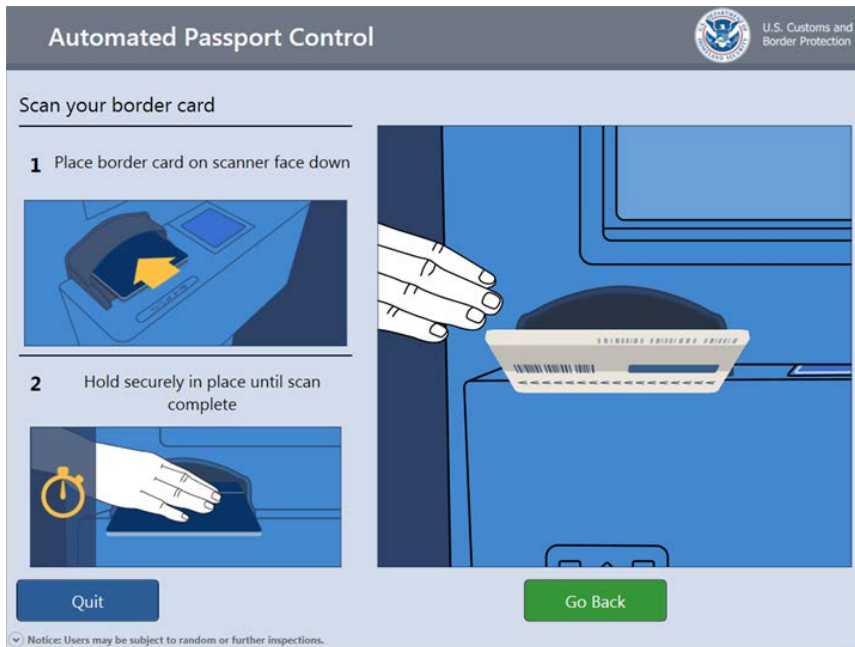 Automated Passport Control
U.S. Customs and
Border Protection
Scan your border card
1 Place border card on scanner face down
2 Hold securely in place until scan
complete
Quit
Go Back
Notice: Users may be subject to random or further inspections.